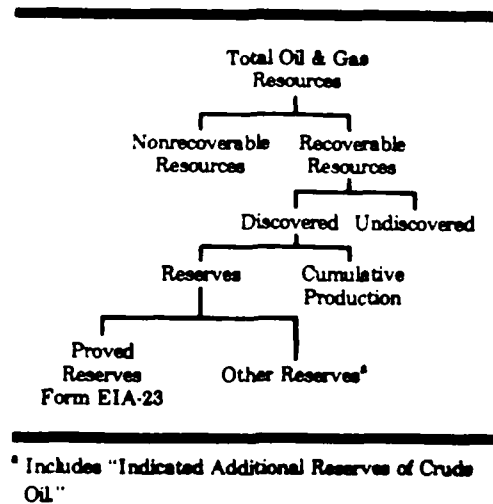 Total Oil & Gas
Resources
Nonrecoverable Recoverable
Resources Resources
Discovered Undiscovered
Reserves Cumulative
Production
Proved
Reserves Other Reservesª
Form EIA-23
ª Includes "Indicated Additional Reserves of Crude
Oil."